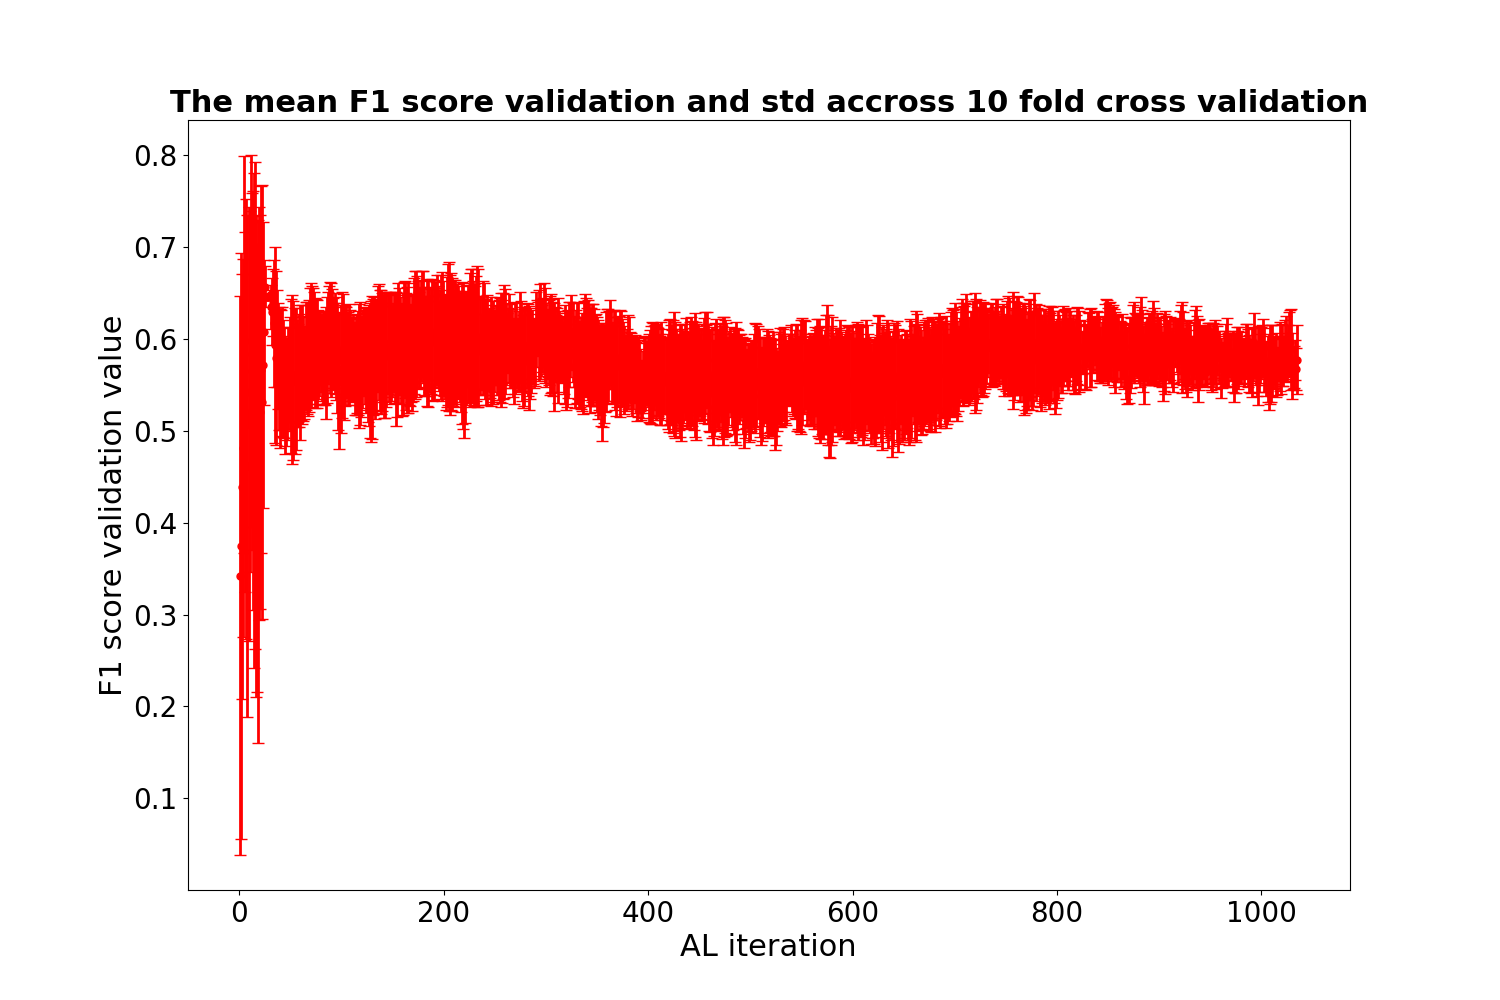 The mean F1 score validation and std accross 10 fold cross validation
0.8
0.7
0.6
0.5
0.4
0.3
0.2
0.1
F1 score validation value
0 200 400 600 800 1000
AL iteration